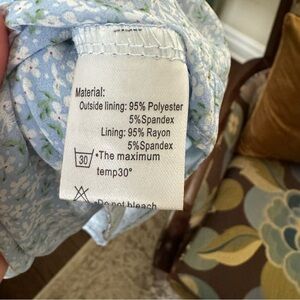 Material:
Outside lining: 95% Polyester
5%Spandex
Lining: 95% Rayon
5%Spandex
30 •The maximum
temp30°
•Do not bleach